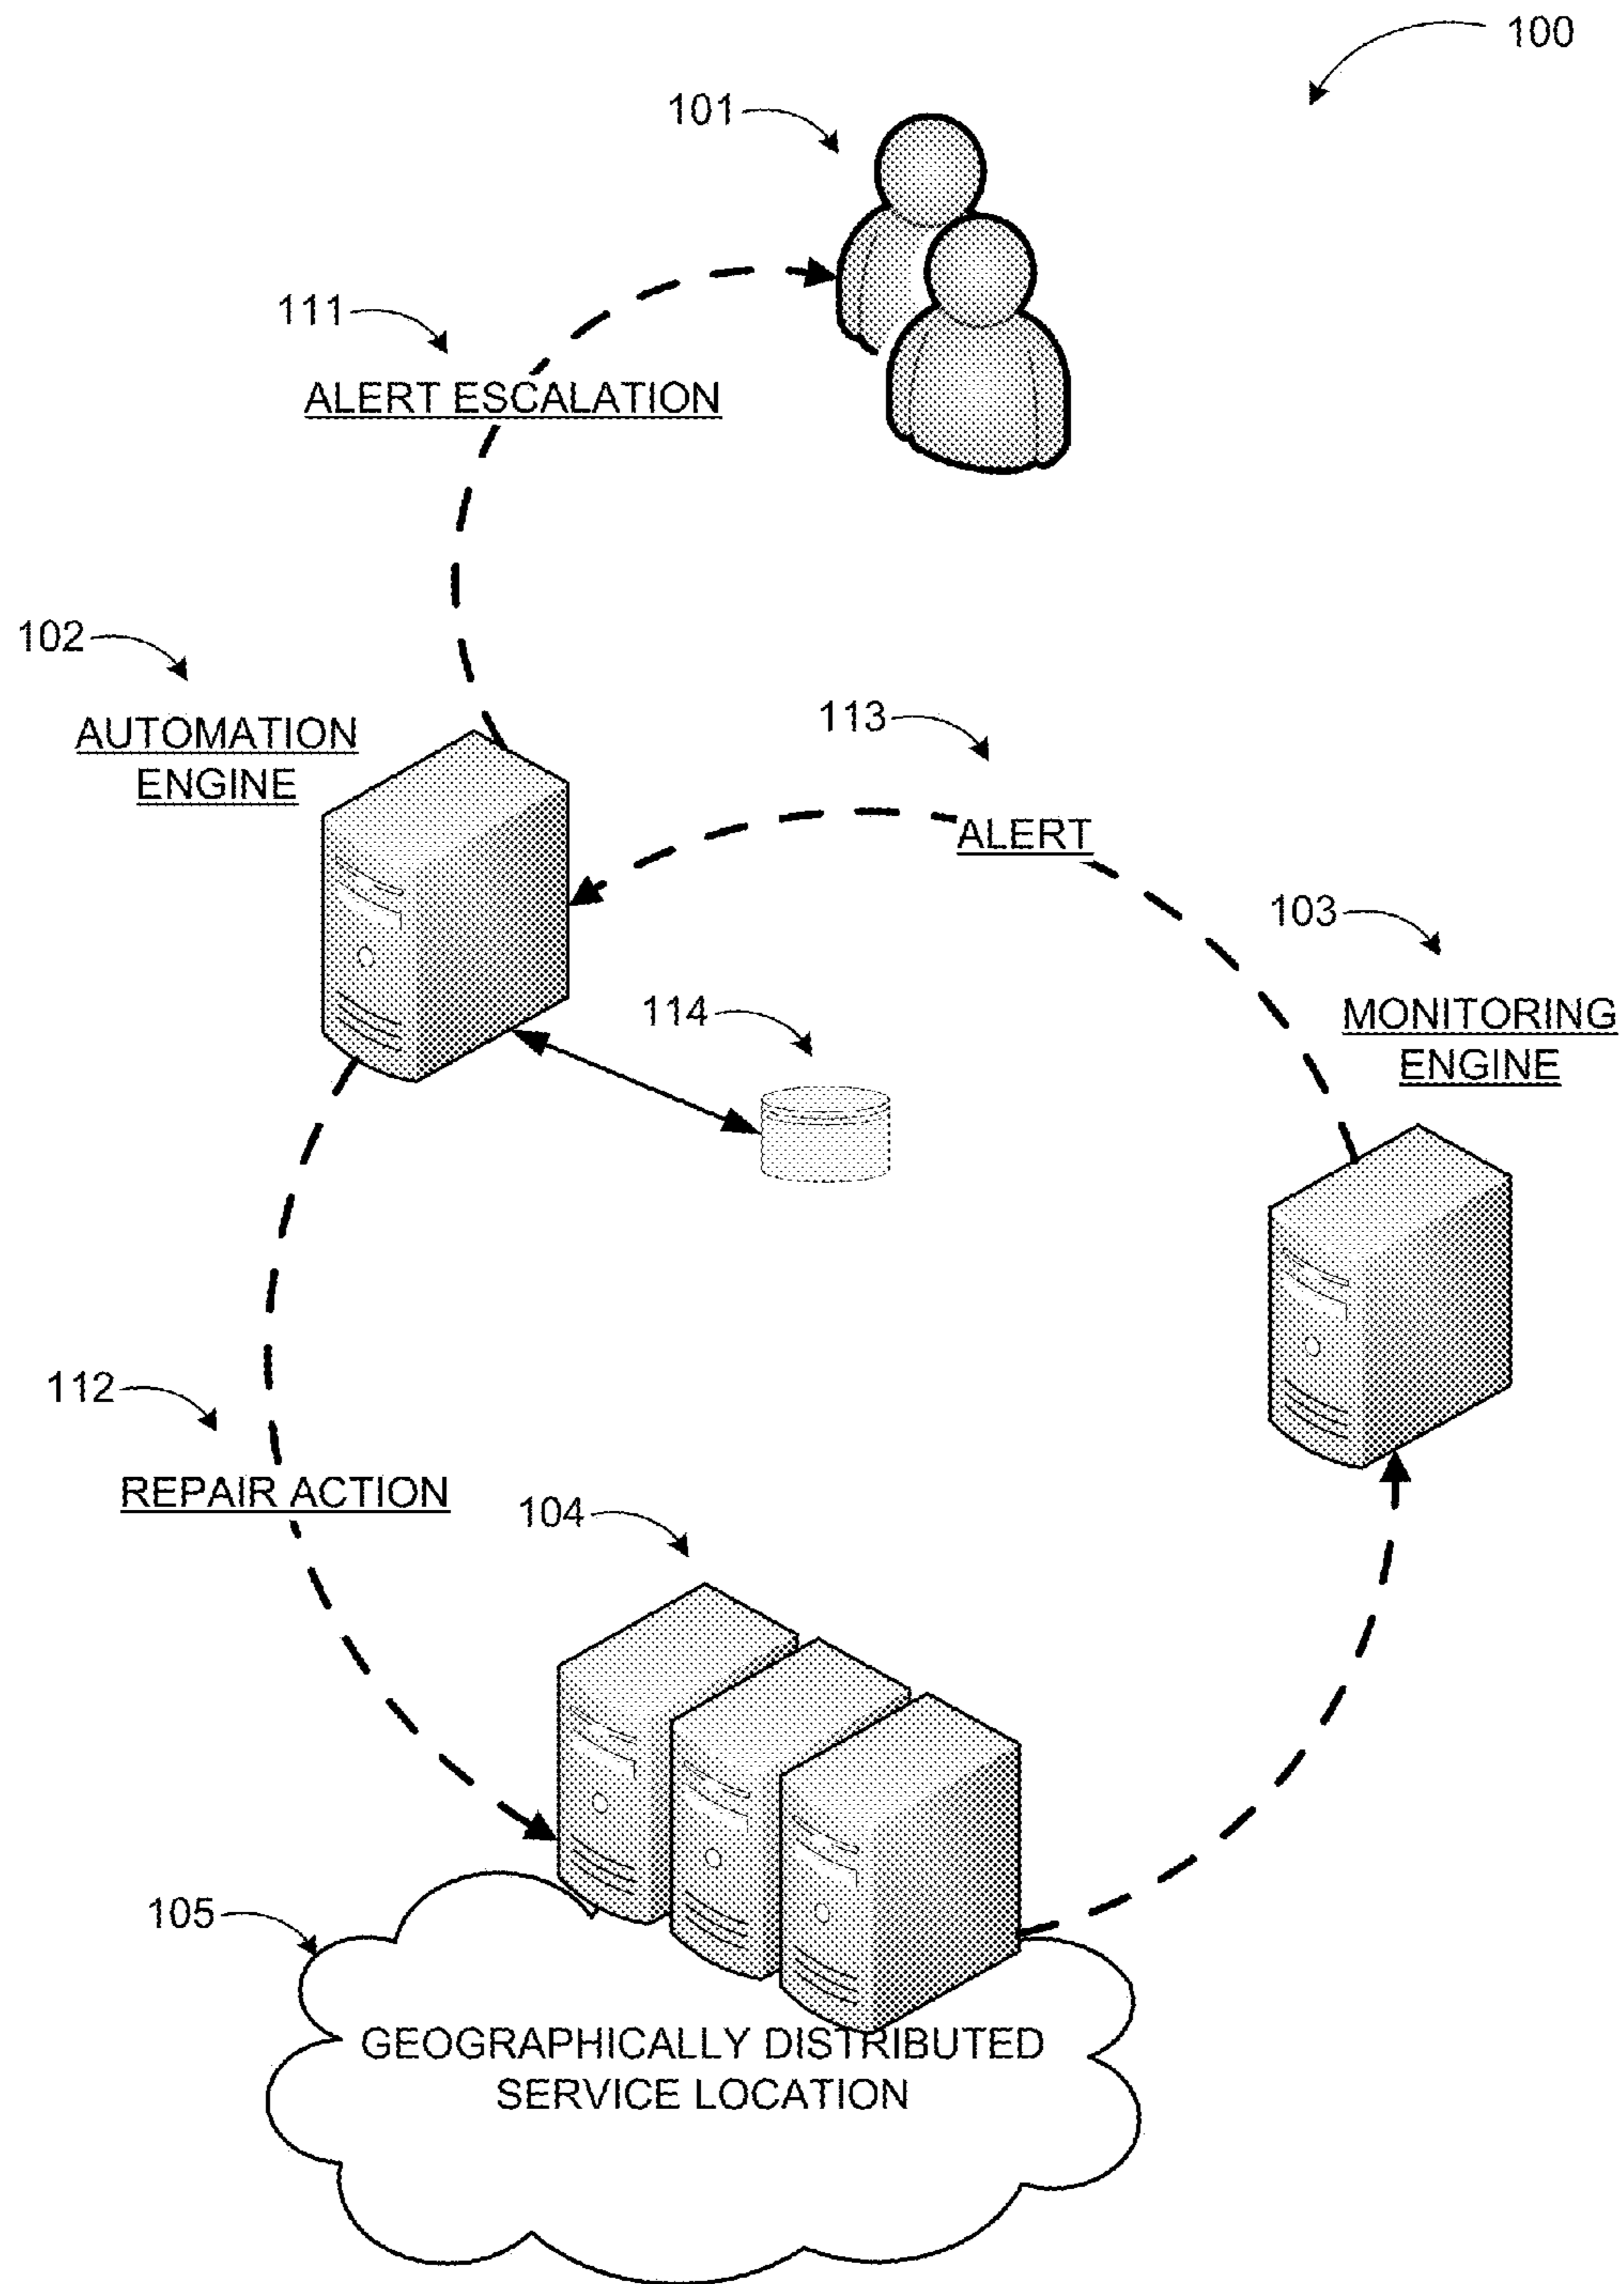 100
101
111
ALERT ESCALATION
102
AUTOMATION
ENGINE
113
ALERT
103
MONITORING
ENGINE
114
112
REPAIR ACTION
104
105
GEOGRAPHICALLY DISTRIBUTED
SERVICE LOCATION